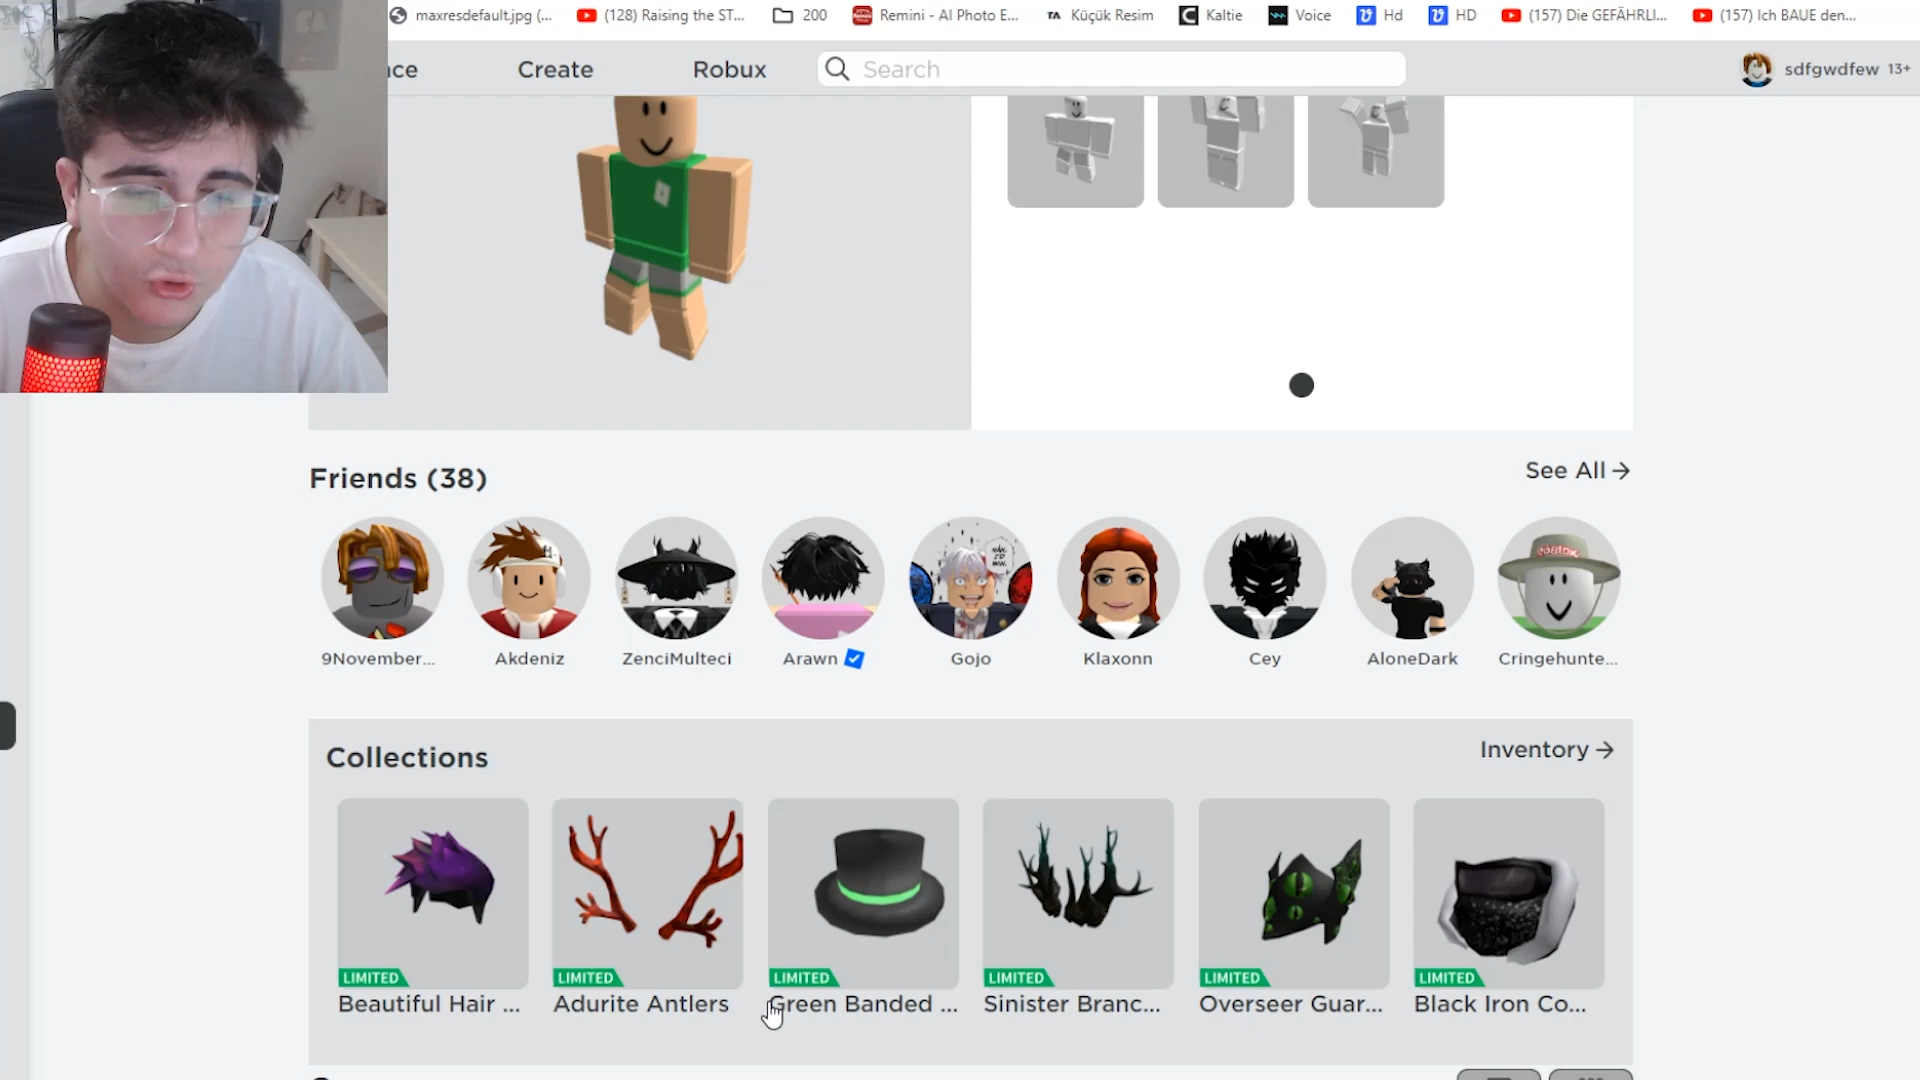 maxresdefault.jpg (... (128) Raising the ST... 200 Remini - AI Photo E... Küçük Resim Kaltie Voice Hd HD (157) Die GEFÄHRLI... (157) Ich BAUE den...
nce Create Robux Search sdfgwdfew 13+
Friends (38) See All →
9November... Akdeniz ZenciMulteci Arawn Gojo Klaxonn Cey AloneDark Cringehunte...
Collections Inventory →
LIMITED LIMITED LIMITED LIMITED LIMITED LIMITED
Beautiful Hair ... Adurite Antlers Green Banded ... Sinister Branc... Overseer Guar... Black Iron Co...